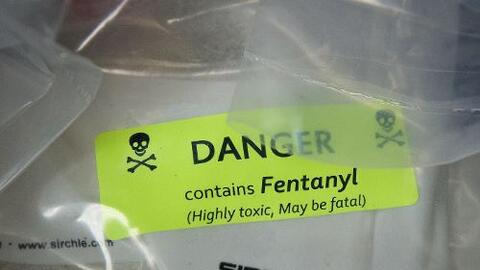 DANGER
contains Fentanyl
(Highly toxic, May be fatal)
www.sirchie.com